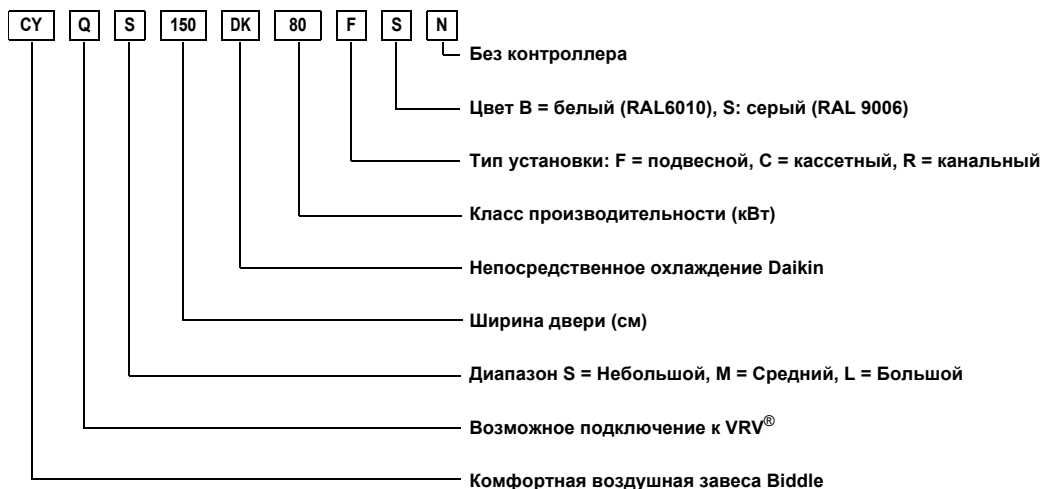 CY Q S 150 DK 80 F S N
Без контроллера
Цвет B = белый (RAL6010), S: серый (RAL 9006)
Тип установки: F = подвесной, C = кассетный, R = канальный
Класс производительности (кВт)
Непосредственное охлаждение Daikin
Ширина двери (см)
Диапазон S = Небольшой, M = Средний, L = Большой
Возможное подключение к VRV®
Комфортная воздушная завеса Biddle